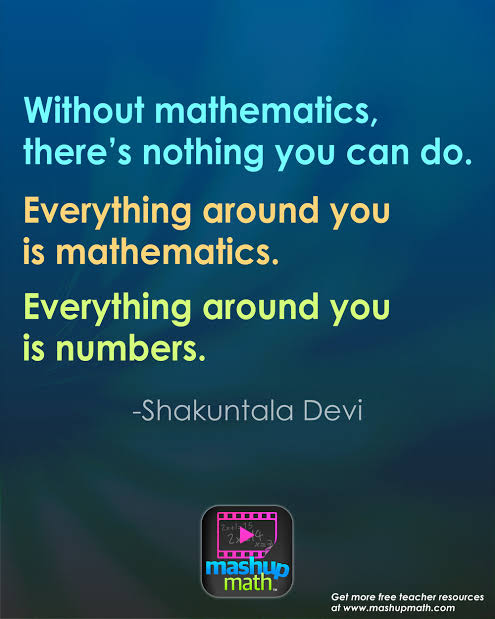 Without mathematics,
there’s nothing you can do.
Everything around you
is mathematics.
Everything around you
is numbers.
-Shakuntala Devi
mashup
math™
Get more free teacher resources
at www.mashupmath.com